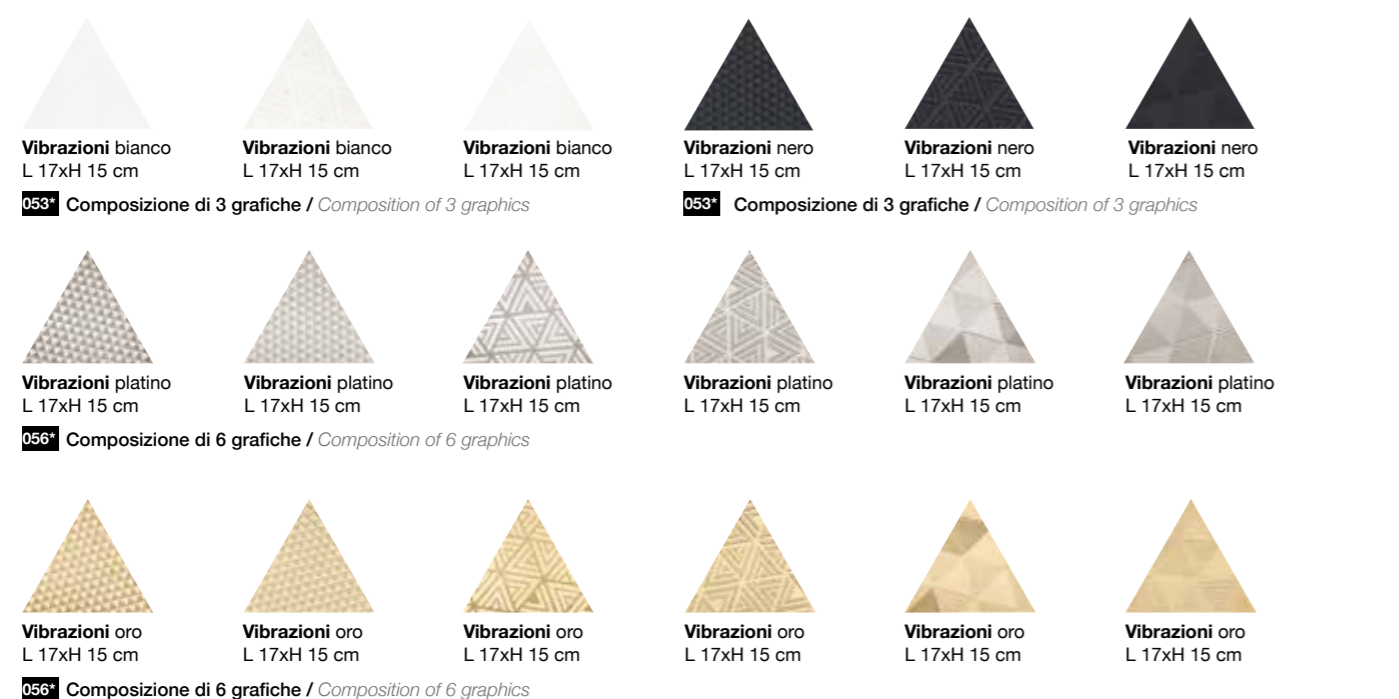 Vibrazioni bianco
L 17xH 15 cm
Vibrazioni bianco
L 17xH 15 cm
Vibrazioni bianco
L 17xH 15 cm
053* Composizione di 3 grafiche / Composition of 3 graphics
Vibrazioni nero
L 17xH 15 cm
Vibrazioni nero
L 17xH 15 cm
Vibrazioni nero
L 17xH 15 cm
053* Composizione di 3 grafiche / Composition of 3 graphics
Vibrazioni platino
L 17xH 15 cm
Vibrazioni platino
L 17xH 15 cm
Vibrazioni platino
L 17xH 15 cm
Vibrazioni platino
L 17xH 15 cm
Vibrazioni platino
L 17xH 15 cm
Vibrazioni platino
L 17xH 15 cm
056* Composizione di 6 grafiche / Composition of 6 graphics
Vibrazioni oro
L 17xH 15 cm
Vibrazioni oro
L 17xH 15 cm
Vibrazioni oro
L 17xH 15 cm
Vibrazioni oro
L 17xH 15 cm
Vibrazioni oro
L 17xH 15 cm
Vibrazioni oro
L 17xH 15 cm
056* Composizione di 6 grafiche / Composition of 6 graphics